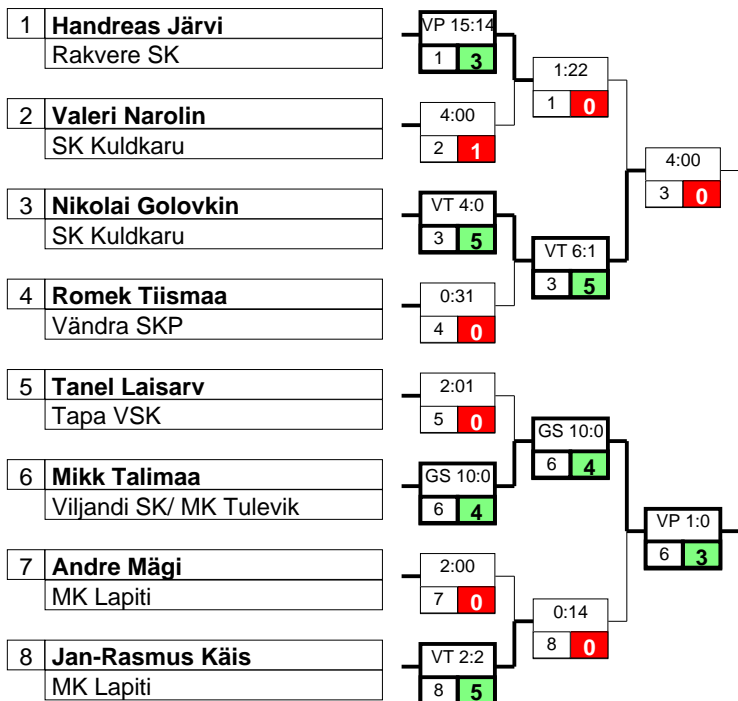 1 Handreas Järvi
Rakvere SK
VP 15:14
1 3
1:22
1 0
2 Valeri Narolin
SK Kuldkaru
4:00
2 1
4:00
3 0
3 Nikolai Golovkin
SK Kuldkaru
VT 4:0
3 5
VT 6:1
3 5
4 Romek Tiismaa
Vändra SKP
0:31
4 0
5 Tanel Laisarv
Tapa VSK
2:01
5 0
GS 10:0
6 4
6 Mikk Talimaa
Viljandi SK/ MK Tulevik
GS 10:0
6 4
VP 1:0
6 3
7 Andre Mägi
MK Lapiti
2:00
7 0
0:14
8 0
8 Jan-Rasmus Käis
MK Lapiti
VT 2:2
8 5